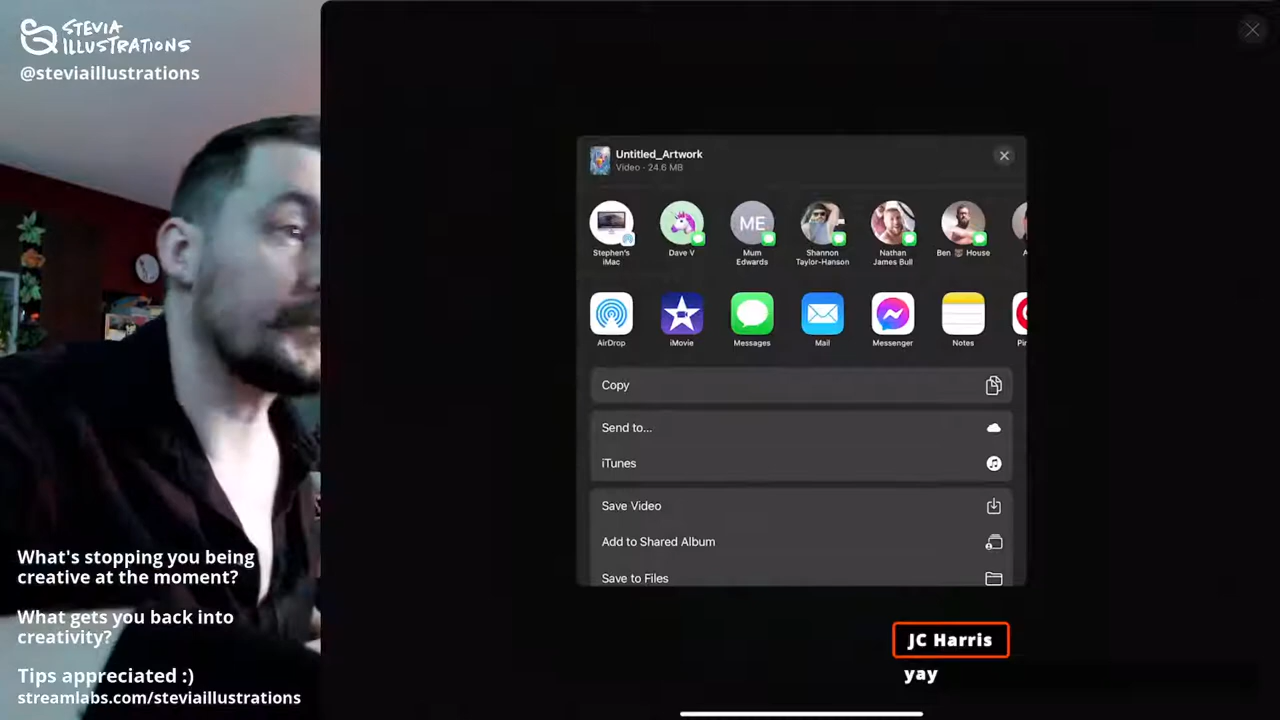 STEVIA
ILLUSTRATIONS
@steviaillustrations
Untitled_Artwork
Video - 24.6 MB
ME
Stephen's
iMac
Dave V
Mum
Edwards
Shannon
Taylor-Hanson
Nathan
James Bull
Ben 🐻 House
AirDrop
iMovie
Messages
Mail
Messenger
Notes
Copy
Send to...
iTunes
Save Video
Add to Shared Album
Save to Files
What's stopping you being
creative at the moment?
What gets you back into
creativity?
Tips appreciated :)
streamlabs.com/steviaillustrations
JC Harris
yay